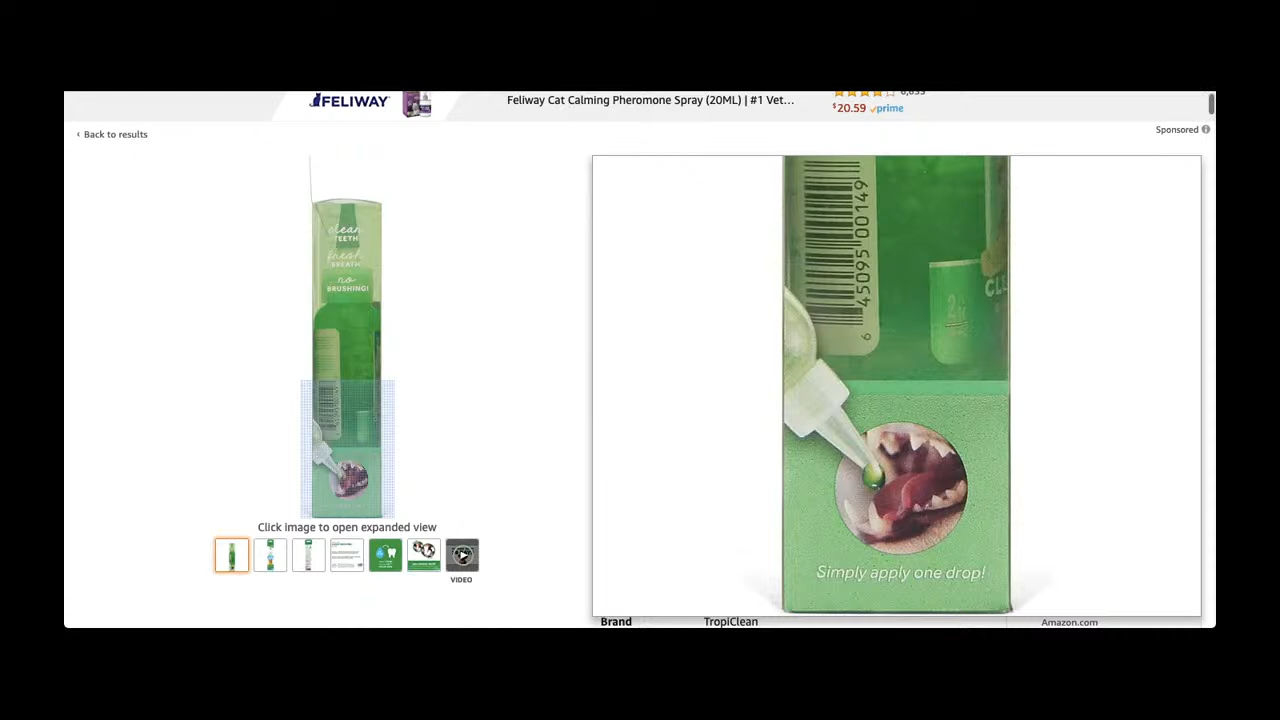 FELIWAY
Feliway Cat Calming Pheromone Spray (20ML) | #1 Vet...
$20.59 prime
Back to results
Sponsored
clean
TEETH
fresh
BREATH
no
BRUSHING!
6 45095 00149
Simply apply one drop!
Click image to open expanded view
VIDEO
Brand TropiClean
Amazon.com